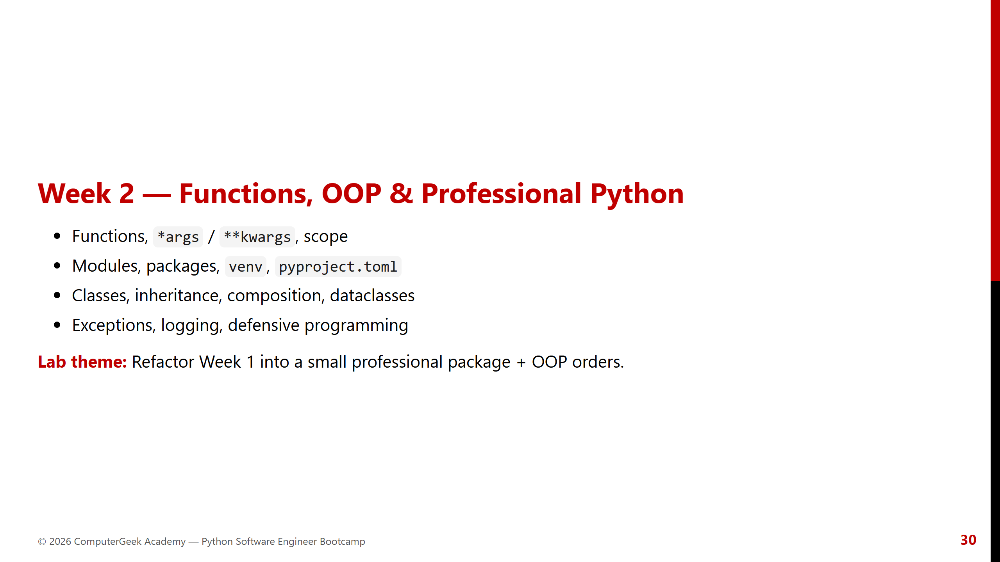 Week 2 — Functions, OOP & Professional Python
• Functions, *args / **kwargs, scope
• Modules, packages, venv, pyproject.toml
• Classes, inheritance, composition, dataclasses
• Exceptions, logging, defensive programming
Lab theme: Refactor Week 1 into a small professional package + OOP orders.
© 2026 ComputerGeek Academy — Python Software Engineer Bootcamp
30